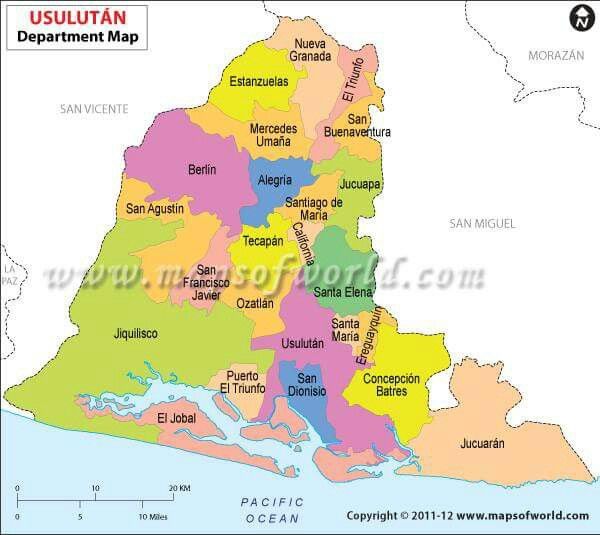 USULUTÁN
Department Map
N
MORAZÁN
SAN VICENTE
SAN MIGUEL
LA
PAZ
Nueva
Granada
El Triunfo
Estanzuelas
San
Buenaventura
Mercedes
Umaña
Berlín
Alegría
Jucuapa
San Agustín
Santiago de
María
California
Tecapán
www.mapsofworld.com
San
Francisco
Javier
Santa Elena
Ozatlán
Jiquilisco
Usulután
Santa
María
Ereguayquín
Puerto
El Triunfo
San
Dionisio
Concepción
Batres
El Jobal
Jucuarán
0 10 20 KM
0 5 10 Miles
PACIFIC
OCEAN
Copyright © 2011-12 www.mapsofworld.com